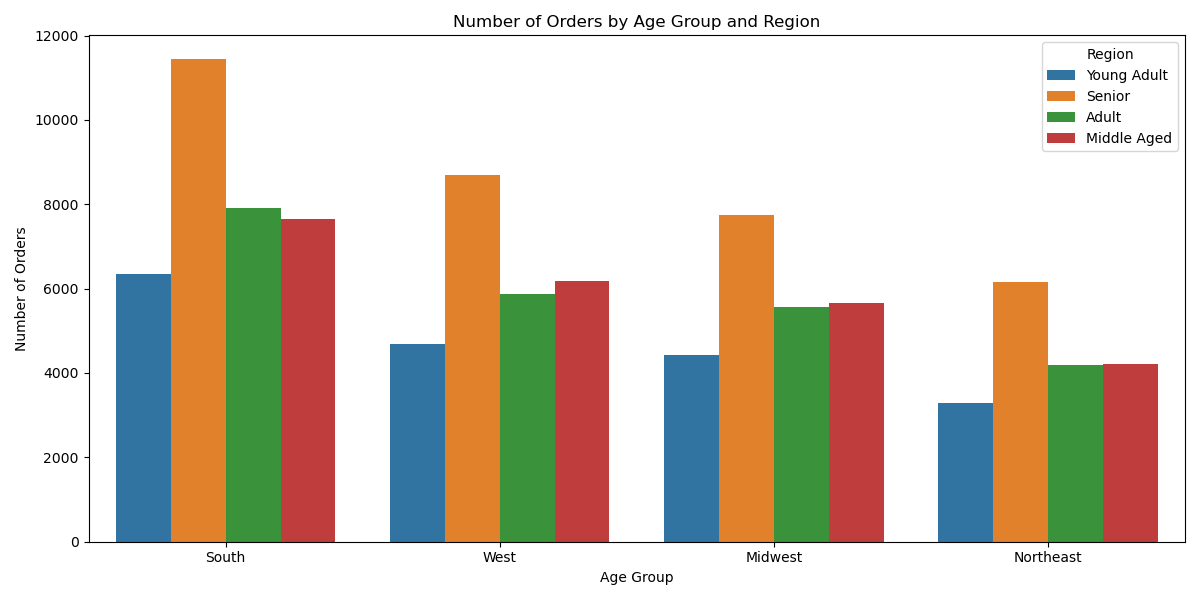 Number of Orders by Age Group and Region
Number of Orders
12000
10000
8000
6000
4000
2000
0
Region
Young Adult
Senior
Adult
Middle Aged
South
West
Midwest
Northeast
Age Group